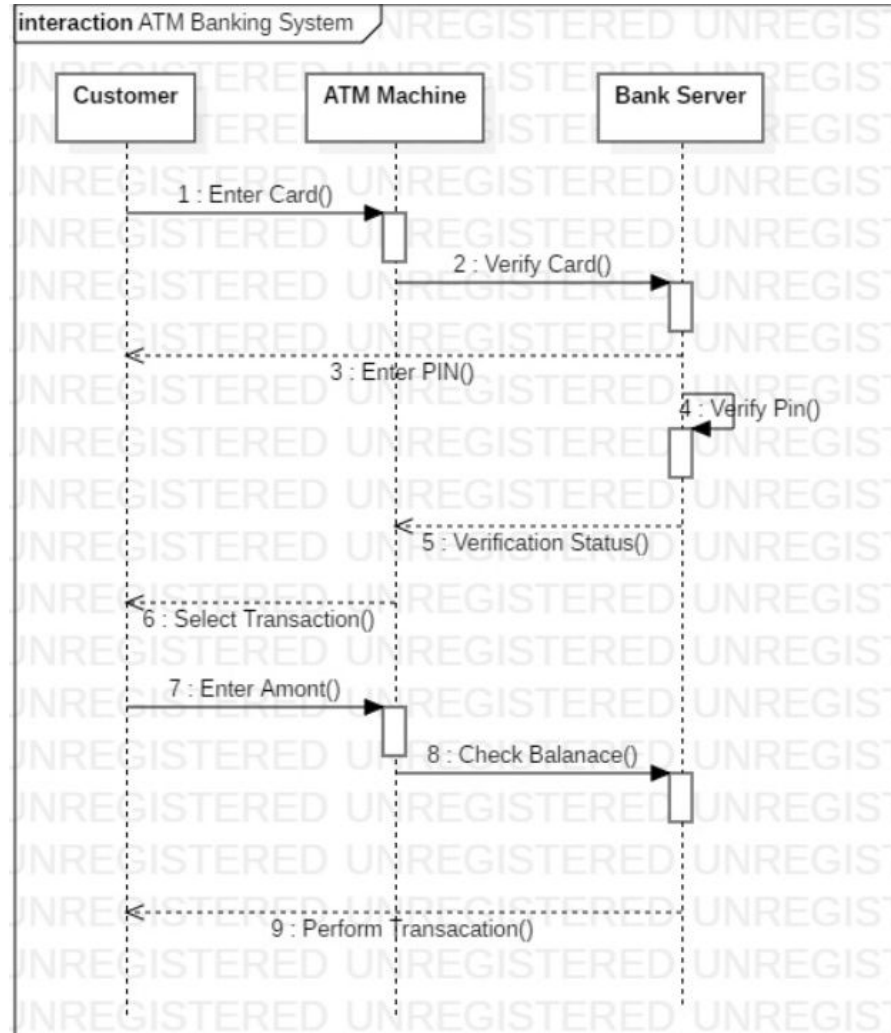 interaction ATM Banking System
Customer
ATM Machine
Bank Server
1 : Enter Card()
2 : Verify Card()
3 : Enter PIN()
4 : Verify Pin()
5 : Verification Status()
6 : Select Transaction()
7 : Enter Amont()
8 : Check Balanace()
9 : Perform Transacation()
UNREGISTERED